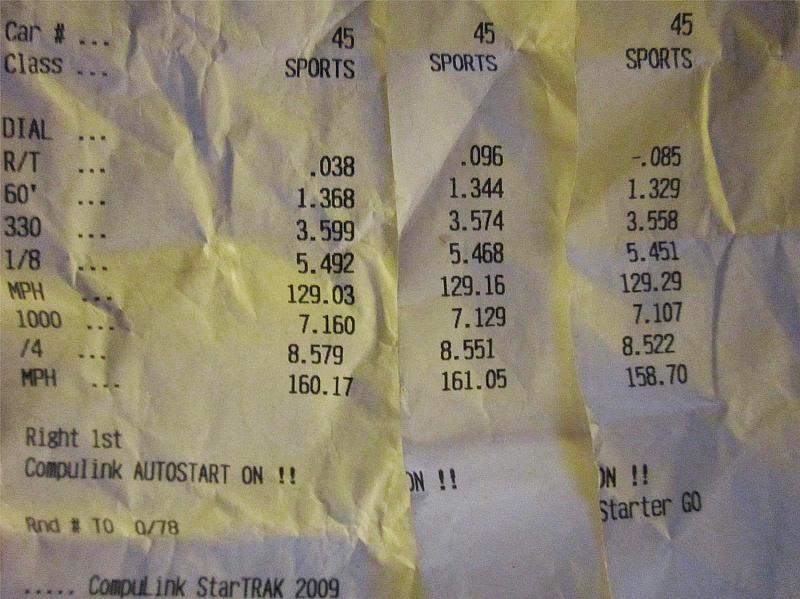 Car # ... 45 45 45
Class ... SPORTS SPORTS SPORTS
DIAL ...
R/T ... .038 .096 -.085
60' ... 1.368 1.344 1.329
330 ... 3.599 3.574 3.558
1/8 ... 5.492 5.468 5.451
MPH ... 129.03 129.16 129.29
1000 ... 7.160 7.129 7.107
/4 ... 8.579 8.551 8.522
MPH ... 160.17 161.05 158.70
Right 1st
Compulink AUTOSTART ON !! ON !! ON !!
Starter GO
Rnd # TO 0/78
..... CompuLink StarTRAK 2009